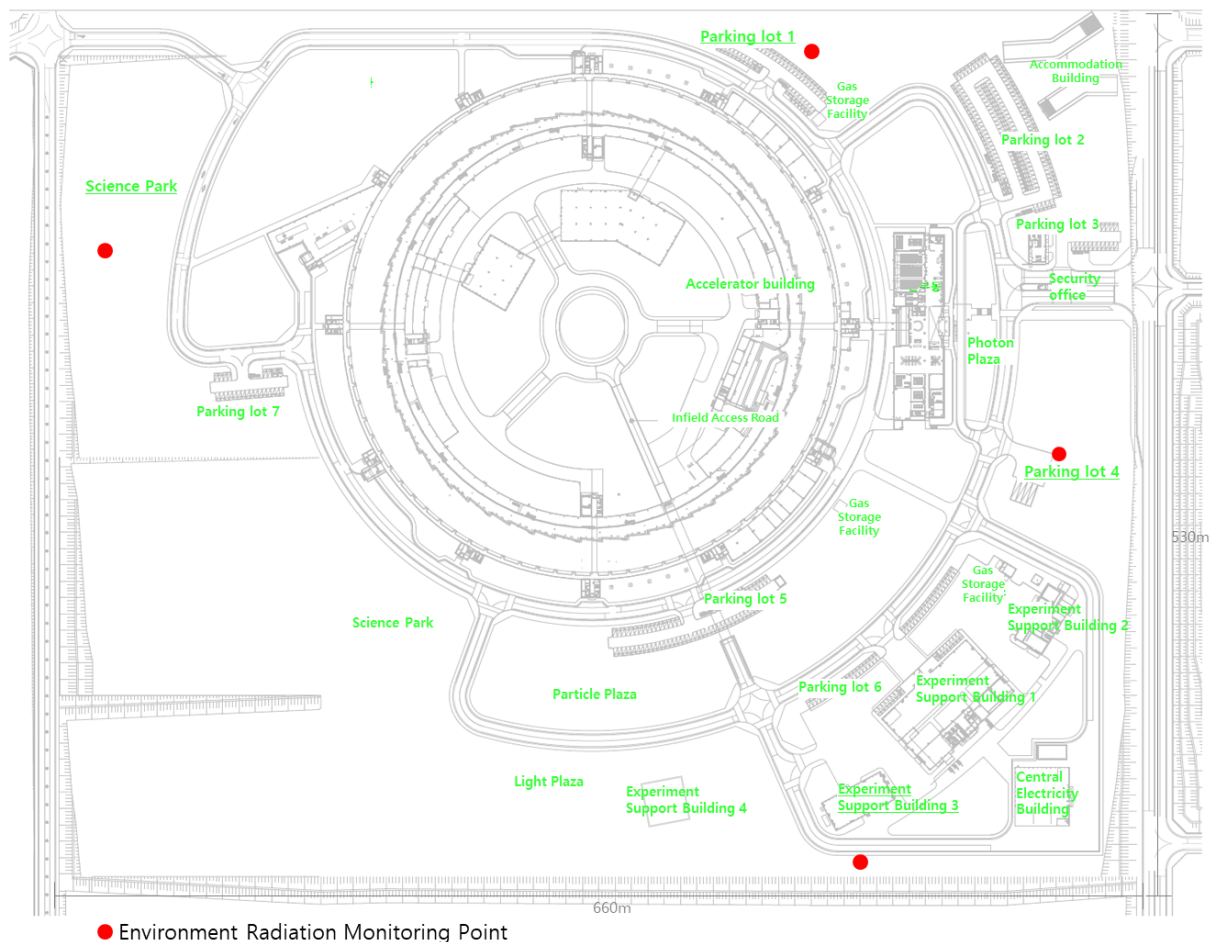 Parking lot 1
Accommodation
Building
Gas
Storage
Facility
Parking lot 2
Science Park
Parking lot 3
Accelerator building
Security
office
Photon
Plaza
Parking lot 7
Infield Access Road
Parking lot 4
Gas
Storage
Facility
530m
Gas
Storage
Facility
Parking lot 5
Experiment
Support Building 2
Science Park
Parking lot 6
Experiment
Support Building 1
Particle Plaza
Light Plaza
Experiment
Support Building 4
Experiment
Support Building 3
Central
Electricity
Building
660m
Environment Radiation Monitoring Point